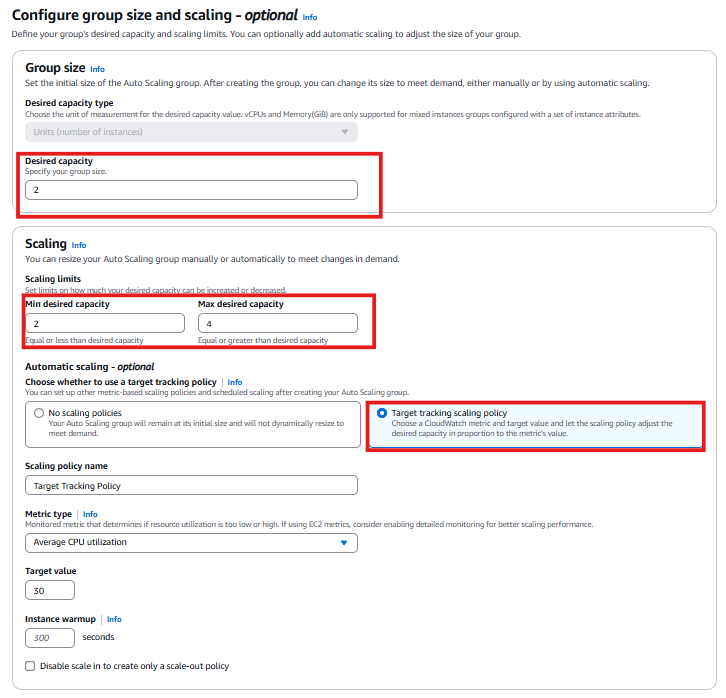 Configure group size and scaling - optional Info
Define your group's desired capacity and scaling limits. You can optionally add automatic scaling to adjust the size of your group.
Group size Info
Set the initial size of the Auto Scaling group. After creating the group, you can change its size to meet demand, either manually or by using automatic scaling.
Desired capacity type
Choose the unit of measurement for the desired capacity value. vCPUs and Memory(GiB) are only supported for mixed instances groups configured with a set of instance attributes.
Units (number of instances)
Desired capacity
Specify your group size.
2
Scaling Info
You can resize your Auto Scaling group manually or automatically to meet changes in demand.
Scaling limits
Set limits on how much your desired capacity can be increased or decreased.
Min desired capacity
Max desired capacity
2
4
Equal or less than desired capacity
Equal or greater than desired capacity
Automatic scaling - optional
Choose whether to use a target tracking policy | Info
You can set up other metric-based scaling policies and scheduled scaling after creating your Auto Scaling group.
No scaling policies
Your Auto Scaling group will remain at its initial size and will not dynamically resize to
meet demand.
Target tracking scaling policy
Choose a CloudWatch metric and target value and let the scaling policy adjust the
desired capacity in proportion to the metric's value.
Scaling policy name
Target Tracking Policy
Metric type | Info
Monitored metric that determines if resource utilization is too low or high. If using EC2 metrics, consider enabling detailed monitoring for better scaling performance.
Average CPU utilization
Target value
30
Instance warmup | Info
300 seconds
Disable scale in to create only a scale-out policy